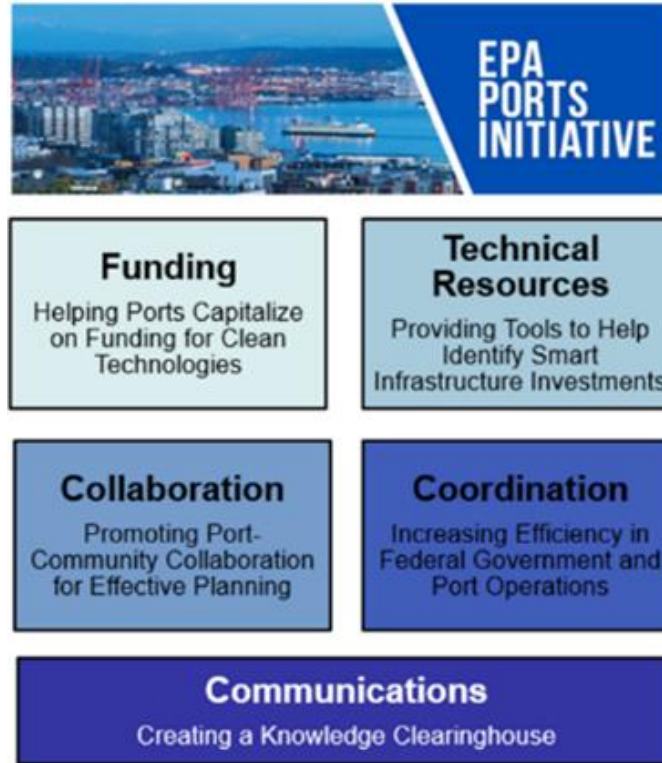 EPA
PORTS
INITIATIVE
Funding
Helping Ports Capitalize
on Funding for Clean
Technologies
Technical
Resources
Providing Tools to Help
Identify Smart
Infrastructure Investments
Collaboration
Promoting Port-
Community Collaboration
for Effective Planning
Coordination
Increasing Efficiency in
Federal Government and
Port Operations
Communications
Creating a Knowledge Clearinghouse